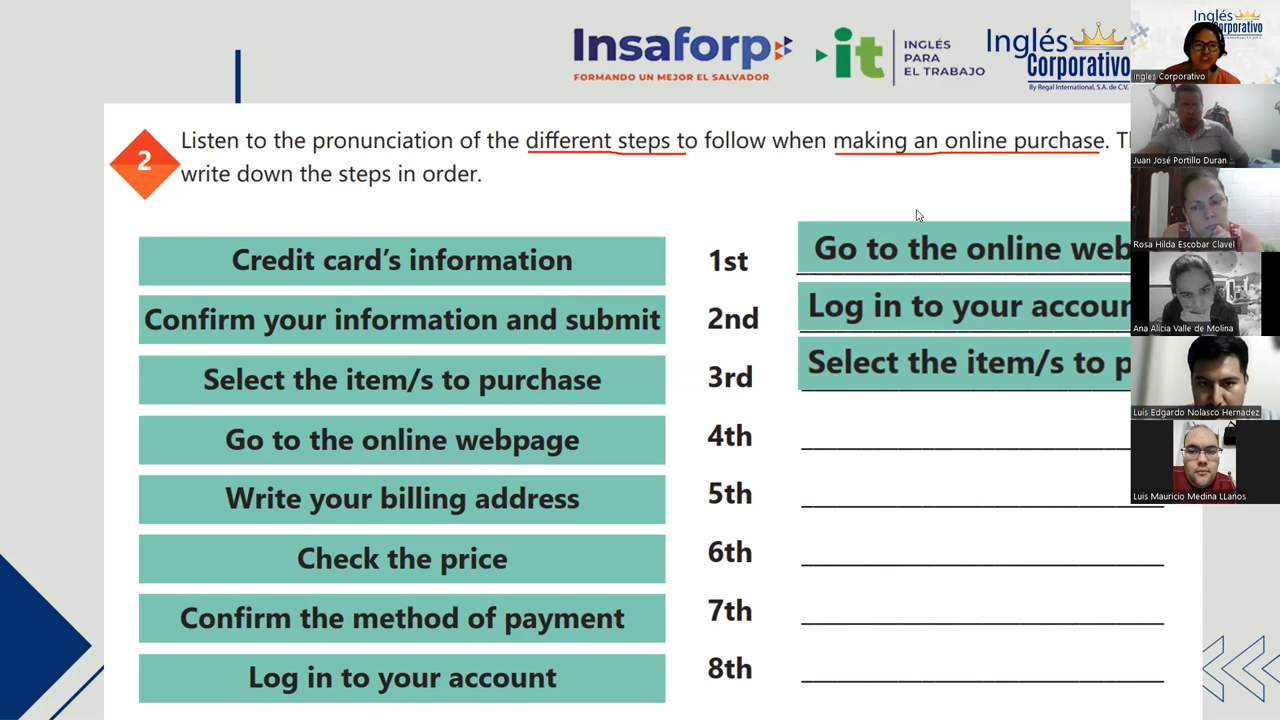 Insaforp
FORMANDO UN MEJOR EL SALVADOR
it
INGLÉS
PARA
EL TRABAJO
Inglés
Corporativo
By Regal International, S.A. de C.V.
Inglés
Corporativo
Ingles Corporativo
Juan José Portillo Duran
Rosa Hilda Escobar Clavel
Ana Alicia Valle de Molina
Luis Edgardo Nolasco Hernadez
Luis Mauricio Medina LLanos
2
Listen to the pronunciation of the different steps to follow when making an online purchase.
write down the steps in order.
Credit card's information
Confirm your information and submit
Select the item/s to purchase
Go to the online webpage
Write your billing address
Check the price
Confirm the method of payment
Log in to your account
1st Go to the online web
2nd Log in to your accour
3rd Select the item/s to p
4th
5th
6th
7th
8th